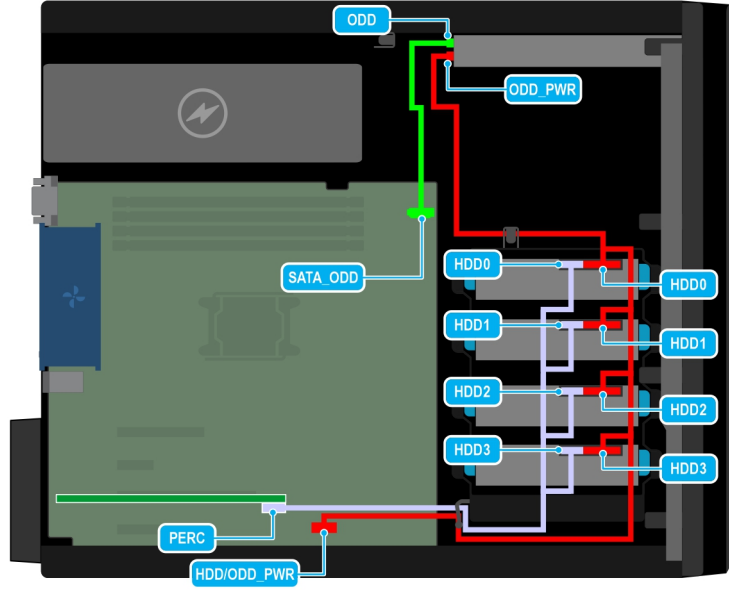 ODD
ODD_PWR
SATA_ODD
HDD0
HDD0
HDD1
HDD1
HDD2
HDD2
HDD3
HDD3
PERC
HDD/ODD_PWR